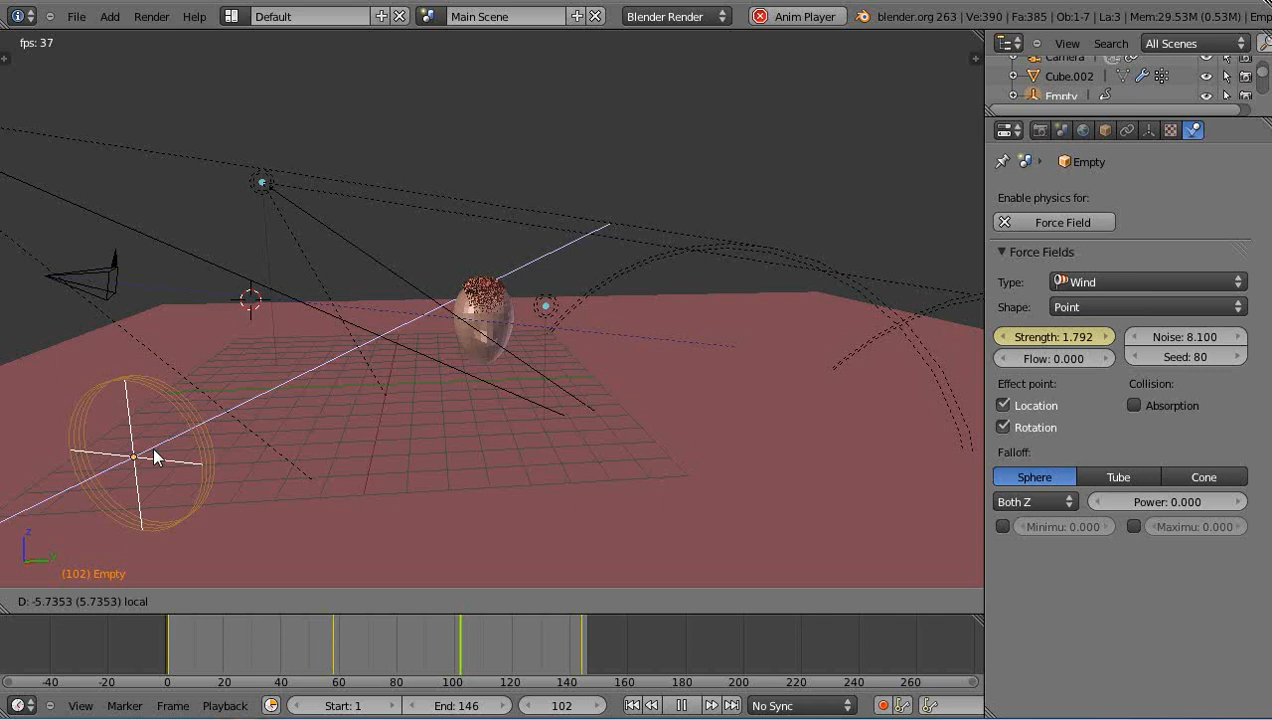 File Add Render Help Default Main Scene Blender Render Anim Player blender.org 263 | Ve:390 | Fa:385 | Ob:1-7 | La:3 | Mem:29.53M (0.53M) | Emp
fps: 37
View Search All Scenes
Camera
Cube.002
Empty
Empty
Enable physics for:
Force Field
Force Fields
Type: Wind
Shape: Point
Strength: 1.792 Noise: 8.100
Flow: 0.000 Seed: 80
Effect point: Collision:
Location Absorption
Rotation
Falloff:
Sphere Tube Cone
Both Z Power: 0.000
Minimu: 0.000 Maximu: 0.000
z
y
(102) Empty
D: -5.7353 (5.7353) local
-40 -20 0 20 40 60 80 100 120 140 160 180 200 220 240 260
View Marker Frame Playback Start: 1 End: 146 102 No Sync